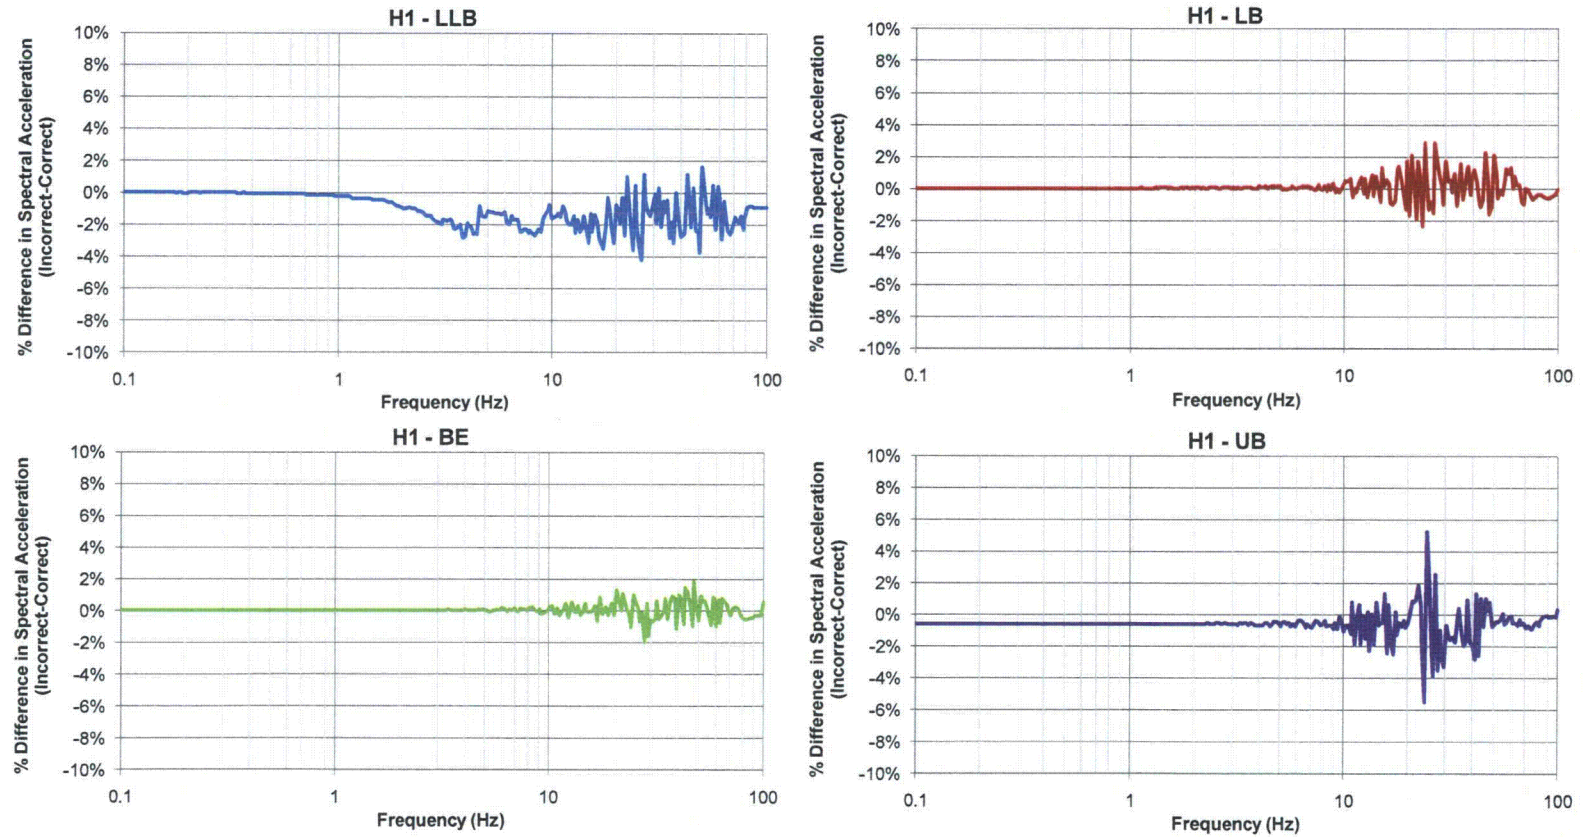 H1 - LLB
% Difference in Spectral Acceleration
(Incorrect-Correct)
10%
8%
6%
4%
2%
0%
-2%
-4%
-6%
-8%
-10%
0.1 1 10 100
Frequency (Hz)
H1 - LB
% Difference in Spectral Acceleration
(Incorrect-Correct)
10%
8%
6%
4%
2%
0%
-2%
-4%
-6%
-8%
-10%
0.1 1 10 100
Frequency (Hz)
H1 - BE
% Difference in Spectral Acceleration
(Incorrect-Correct)
10%
8%
6%
4%
2%
0%
-2%
-4%
-6%
-8%
-10%
0.1 1 10 100
Frequency (Hz)
H1 - UB
% Difference in Spectral Acceleration
(Incorrect-Correct)
10%
8%
6%
4%
2%
0%
-2%
-4%
-6%
-8%
-10%
0.1 1 10 100
Frequency (Hz)